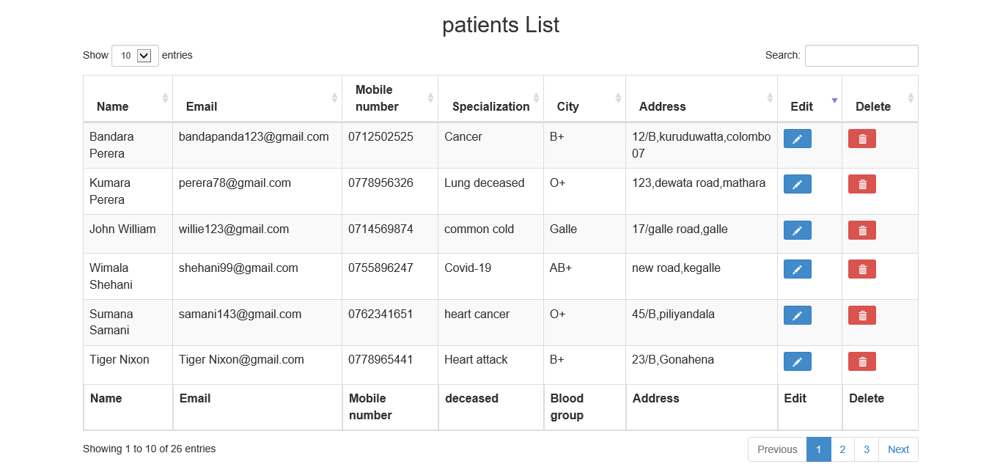 patients List
Show 10 entries
Search:
Name Email Mobile number Specialization City Address Edit Delete
Bandara Perera bandapanda123@gmail.com 0712502525 Cancer B+ 12/B,kuruduwatta,colombo 07
Kumara Perera perera78@gmail.com 0778956326 Lung deceased O+ 123,dewata road,mathara
John William willie123@gmail.com 0714569874 common cold Galle 17/galle road,galle
Wimala Shehani shehani99@gmail.com 0755896247 Covid-19 AB+ new road,kegalle
Sumana Samani samani143@gmail.com 0762341651 heart cancer O+ 45/B,piliyandala
Tiger Nixon Tiger Nixon@gmail.com 0778965441 Heart attack B+ 23/B,Gonahena
Name Email Mobile number deceased Blood group Address Edit Delete
Showing 1 to 10 of 26 entries
Previous 1 2 3 Next